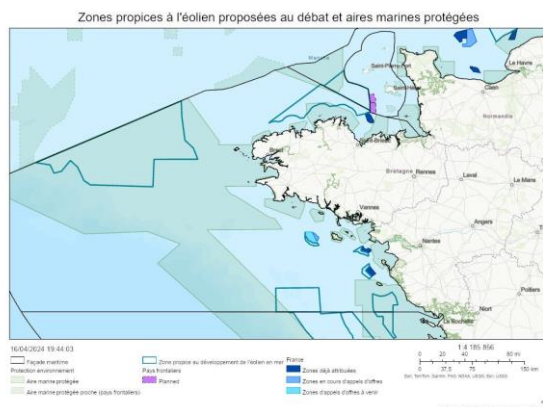 Zones propices à l'éolien proposées au débat et aires marines protégées
Manche
Saint-Pierre-Port
Le Havre
Caen
Normandie
Brest
Saint-Brieuc
Bretagne
Rennes
Laval
Le Mans
Vannes
Angers
Nantes
Poitiers
Niort
La Rochelle
16/04/2024 19:44:03
Façade maritime
Protection environnement
Aire marine protégée
Aire marine protégée proche (pays frontaliers)
Zone propice au développement de l'éolien en mer
Pays frontaliers
Planned
France
Zones déjà attribuées
Zones en cours d'appels d'offres
Zones d'appels d'offres à venir
1:4 185 856
0 20 40 80 mi
0 37,5 75 150 km